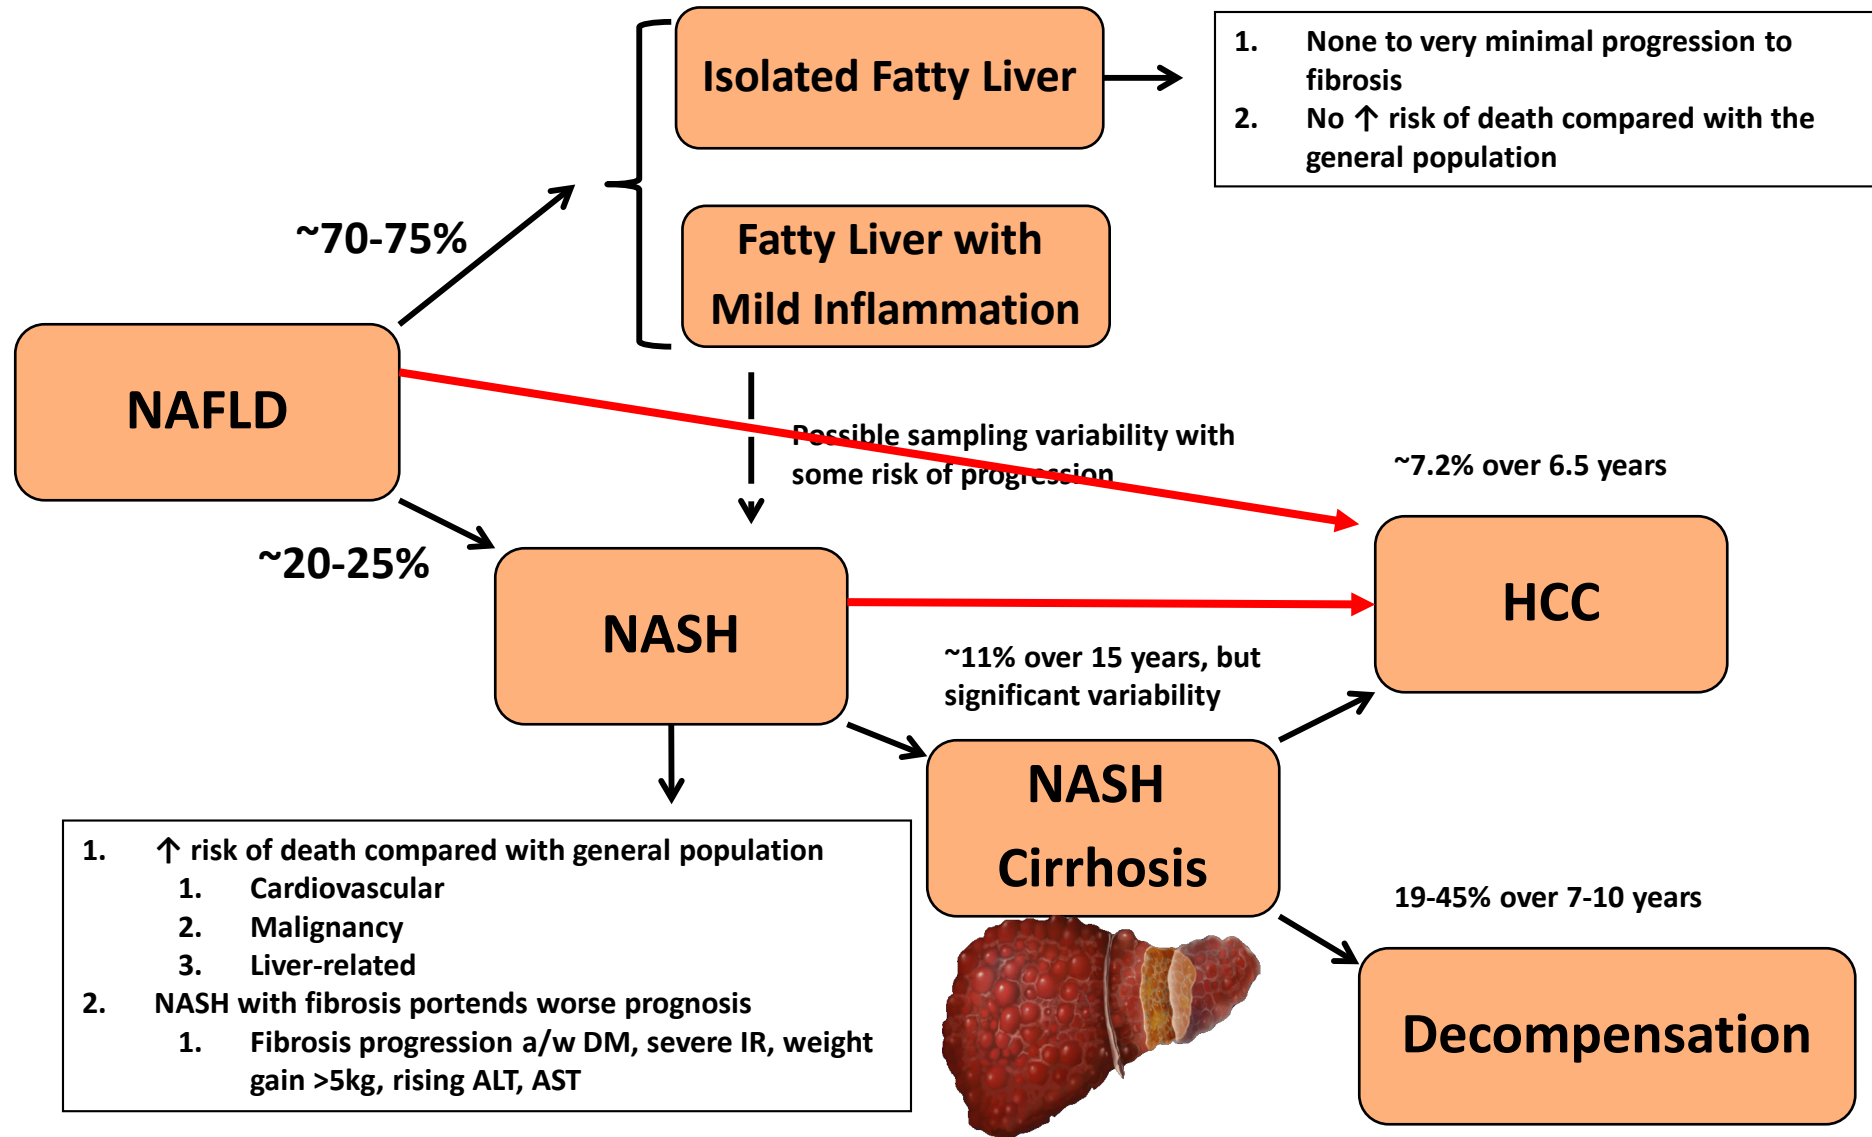 Isolated Fatty Liver
1. None to very minimal progression to
fibrosis
2. No ↑ risk of death compared with the
general population
~70-75%
Fatty Liver with
Mild Inflammation
NAFLD
Possible sampling variability with
some risk of progression
~7.2% over 6.5 years
~20-25%
NASH
HCC
~11% over 15 years, but
significant variability
NASH
Cirrhosis
1. ↑ risk of death compared with general population
1. Cardiovascular
2. Malignancy
3. Liver-related
2. NASH with fibrosis portends worse prognosis
1. Fibrosis progression a/w DM, severe IR, weight
gain >5kg, rising ALT, AST
19-45% over 7-10 years
Decompensation